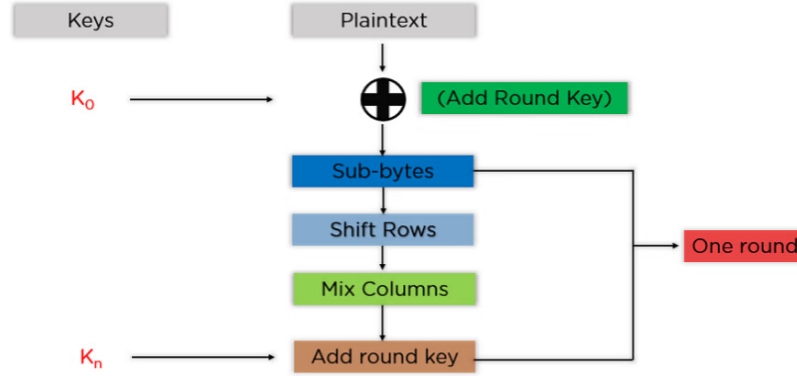 Keys
Plaintext
K₀
(Add Round Key)
Sub-bytes
Shift Rows
One round
Mix Columns
Kₙ
Add round key